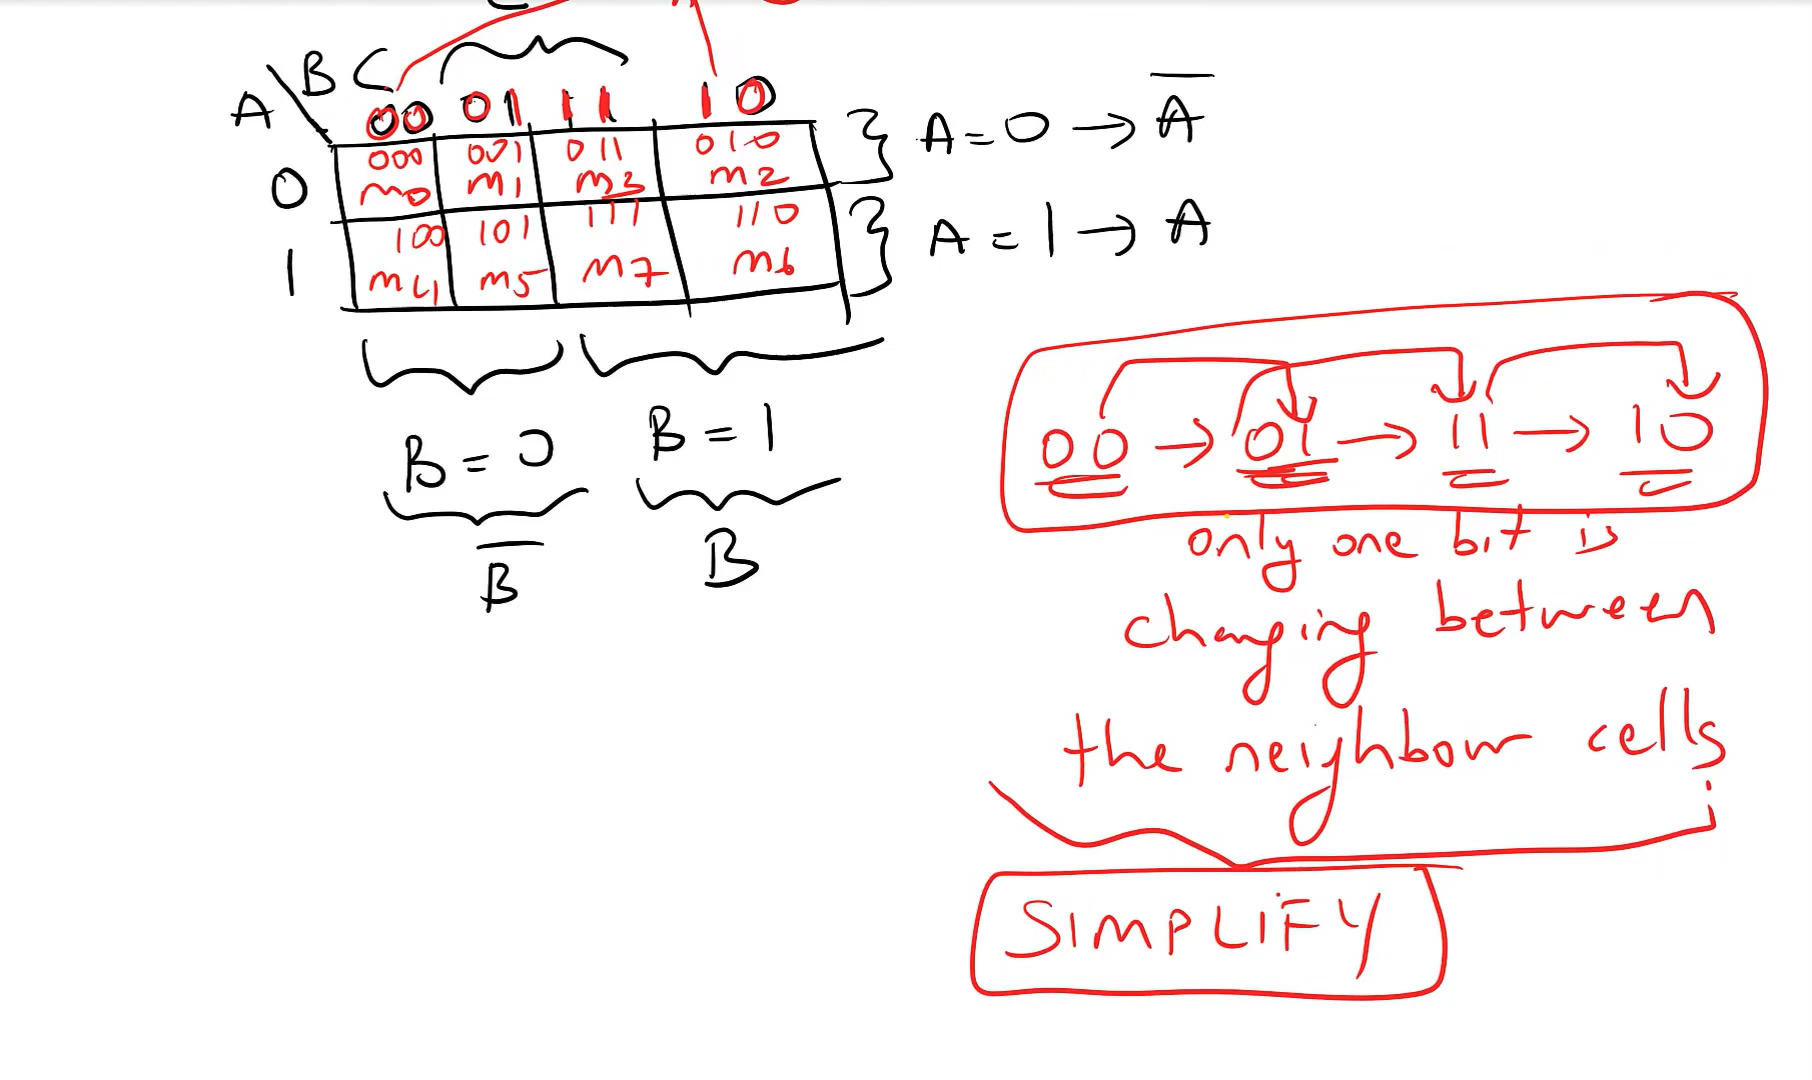 A \ B C
00 01 11 10
0 000 001 011 010
m0 m1 m3 m2
1 100 101 111 110
m4 m5 m7 m6
A = 0 → A̅
A = 1 → A
B = 0 B = 1
B̅ B
00 → 01 → 11 → 10
only one bit is
changing between
the neighbour cells
SIMPLIFY